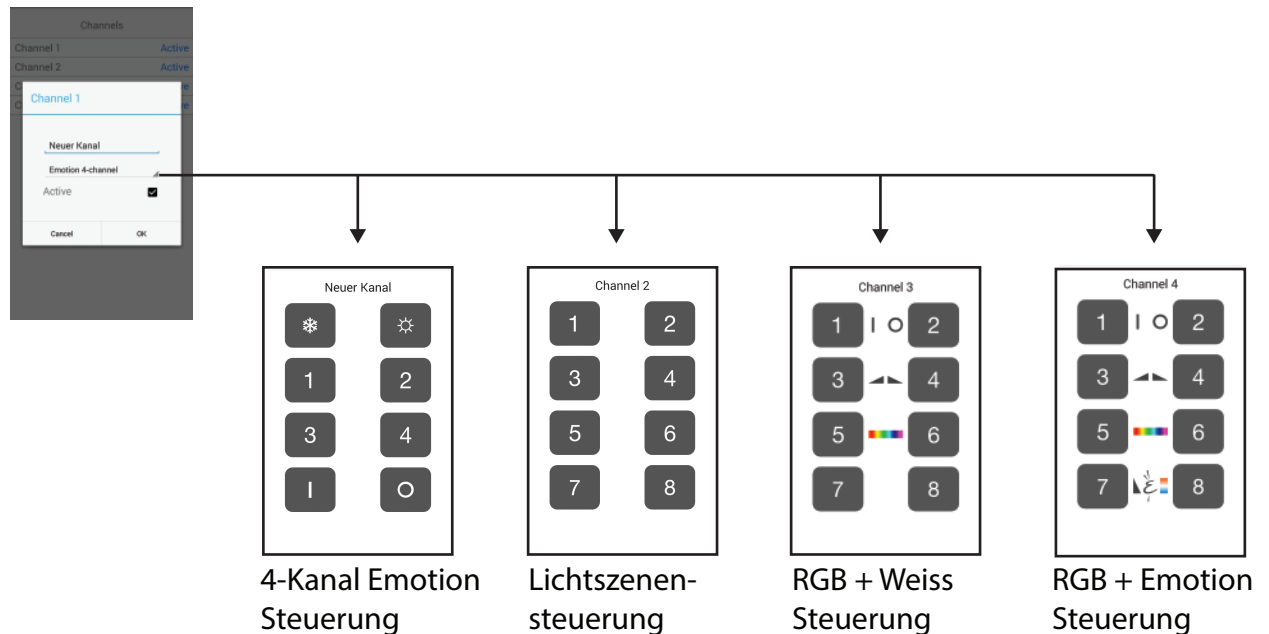 Channels
Channel 1 Active
Channel 2 Active
Channel 1
Neuer Kanal
Emotion 4-channel
Active
Cancel OK
Neuer Kanal
1 2
3 4
I O
4-Kanal Emotion
Steuerung
Channel 2
1 2
3 4
5 6
7 8
Lichtszenen-
steuerung
Channel 3
1 I O 2
3 4
5 6
7 8
RGB + Weiss
Steuerung
Channel 4
1 I O 2
3 4
5 6
7 8
RGB + Emotion
Steuerung